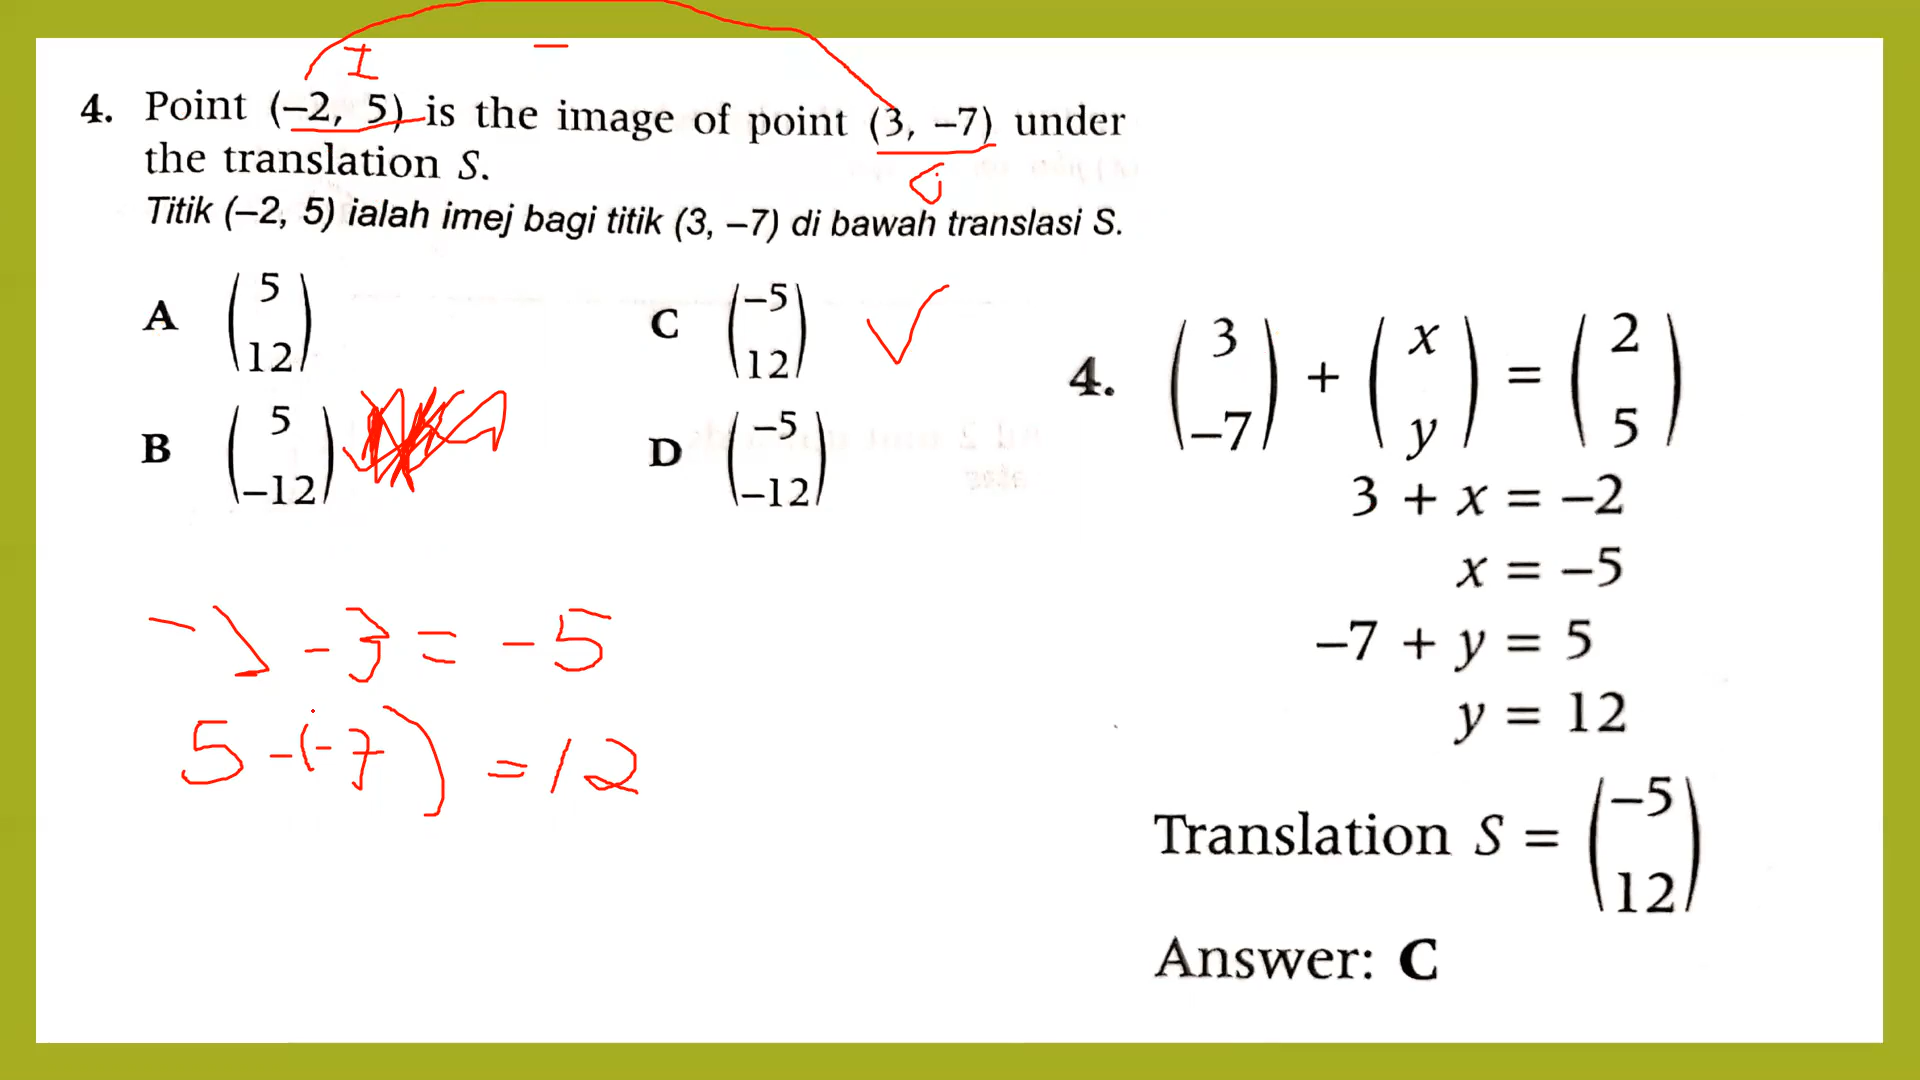 I –
4. Point (–2, 5) is the image of point (3, –7) under
the translation S.
O
Titik (–2, 5) ialah imej bagi titik (3, –7) di bawah translasi S.
A (5 12)
C (–5 12) ✓
B (5 –12)
D (–5 –12)
–2 – 3 = – 5
5 – (–7) = 12
4. (3 –7) + (x y) = (2 5)
3 + x = –2
x = –5
–7 + y = 5
y = 12
Translation S = (–5 12)
Answer: C